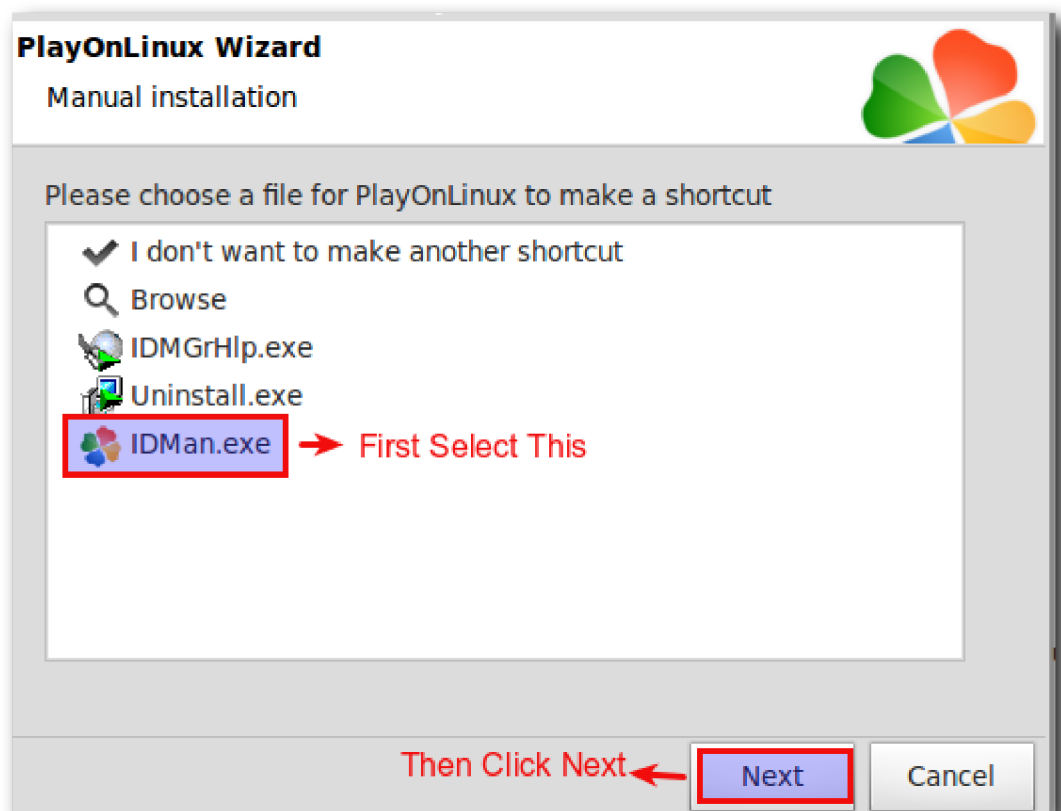 PlayOnLinux Wizard
Manual installation
Please choose a file for PlayOnLinux to make a shortcut
I don't want to make another shortcut
Browse
IDMGrHlp.exe
Uninstall.exe
IDMan.exe First Select This
Then Click Next Next Cancel